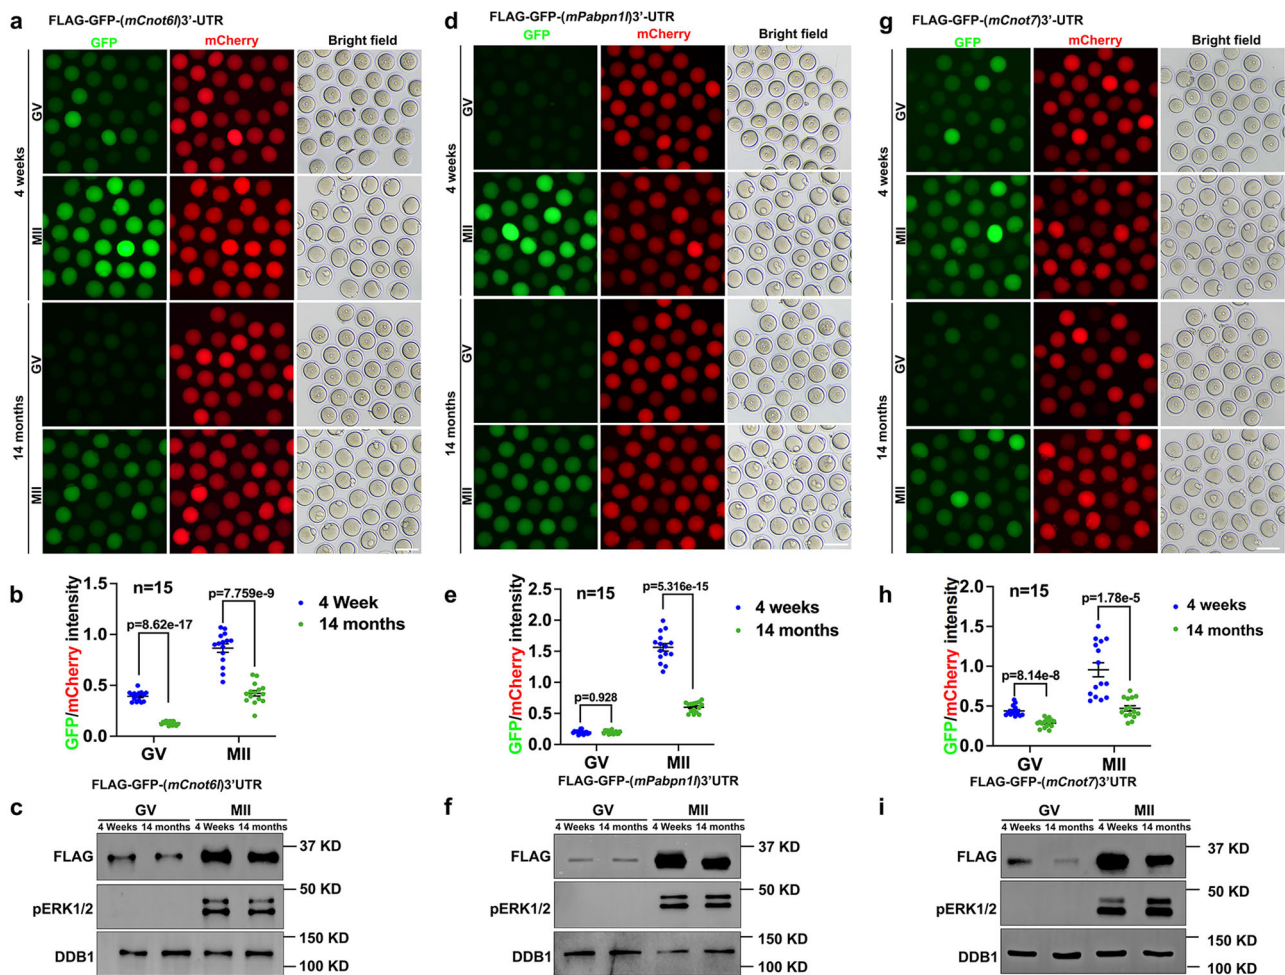 a
FLAG-GFP-(mCnot6l)3'-UTR
GFP
mCherry
Bright field
4 weeks
GV
MII
14 months
GV
MII
d
FLAG-GFP-(mPabpn1l)3'-UTR
GFP
mCherry
Bright field
4 weeks
GV
MII
14 months
GV
MII
g
FLAG-GFP-(mCnot7)3'-UTR
GFP
mCherry
Bright field
4 weeks
GV
MII
14 months
GV
MII
b
GFP/mCherry intensity
1.5
1.0
0.5
0.0
n=15
p=8.62e-17
p=7.759e-9
GV
MII
4 Week
14 months
e
GFP/mCherry intensity
2.5
2.0
1.5
1.0
0.5
0.0
n=15
p=0.928
p=5.316e-15
GV
MII
4 weeks
14 months
h
GFP/mCherry intensity
2.0
1.5
1.0
0.5
0.0
n=15
p=8.14e-8
p=1.78e-5
GV
MII
4 weeks
14 months
c
FLAG-GFP-(mCnot6l)3'UTR
GV
MII
4 Weeks 14 months 4 Weeks 14 months
FLAG
37 KD
50 KD
pERK1/2
150 KD
DDB1
100 KD
f
FLAG-GFP-(mPabpn1l)3'UTR
GV
MII
4 Weeks 14 months 4 Weeks 14 months
FLAG
37 KD
50 KD
pERK1/2
150 KD
DDB1
100 KD
i
FLAG-GFP-(mCnot7)3'UTR
GV
MII
4 Weeks 14 months 4 Weeks 14 months
FLAG
37 KD
50 KD
pERK1/2
150 KD
DDB1
100 KD